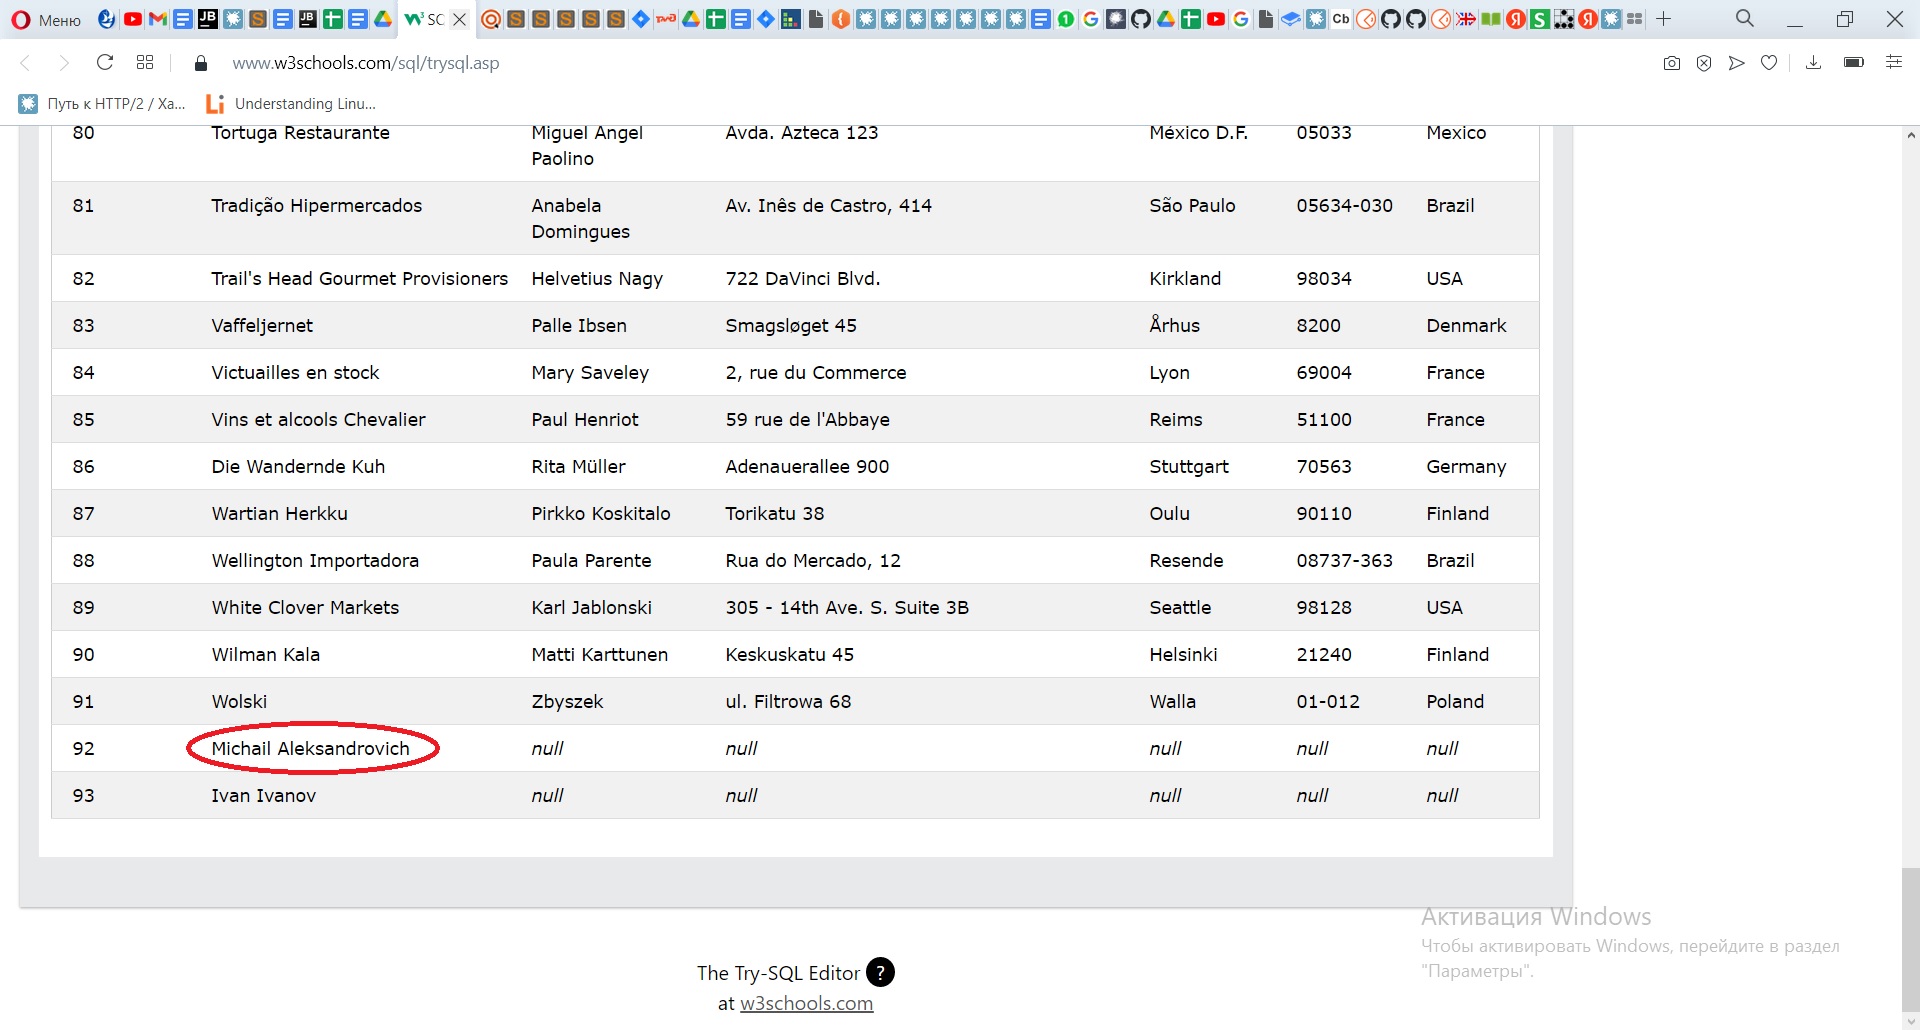 Меню
SC
Cb
www.w3schools.com/sql/trysql.asp
Путь к HTTP/2 / Ха... Understanding Linu...
80 Tortuga Restaurante Miguel Angel Paolino Avda. Azteca 123 México D.F. 05033 Mexico
81 Tradição Hipermercados Anabela Domingues Av. Inês de Castro, 414 São Paulo 05634-030 Brazil
82 Trail's Head Gourmet Provisioners Helvetius Nagy 722 DaVinci Blvd. Kirkland 98034 USA
83 Vaffeljernet Palle Ibsen Smagsløget 45 Århus 8200 Denmark
84 Victuailles en stock Mary Saveley 2, rue du Commerce Lyon 69004 France
85 Vins et alcools Chevalier Paul Henriot 59 rue de l'Abbaye Reims 51100 France
86 Die Wandernde Kuh Rita Müller Adenauerallee 900 Stuttgart 70563 Germany
87 Wartian Herkku Pirkko Koskitalo Torikatu 38 Oulu 90110 Finland
88 Wellington Importadora Paula Parente Rua do Mercado, 12 Resende 08737-363 Brazil
89 White Clover Markets Karl Jablonski 305 - 14th Ave. S. Suite 3B Seattle 98128 USA
90 Wilman Kala Matti Karttunen Keskuskatu 45 Helsinki 21240 Finland
91 Wolski Zbyszek ul. Filtrowa 68 Walla 01-012 Poland
92 Michail Aleksandrovich null null null null null
93 Ivan Ivanov null null null null null
Активация Windows
Чтобы активировать Windows, перейдите в раздел
"Параметры".
The Try-SQL Editor ?
at w3schools.com